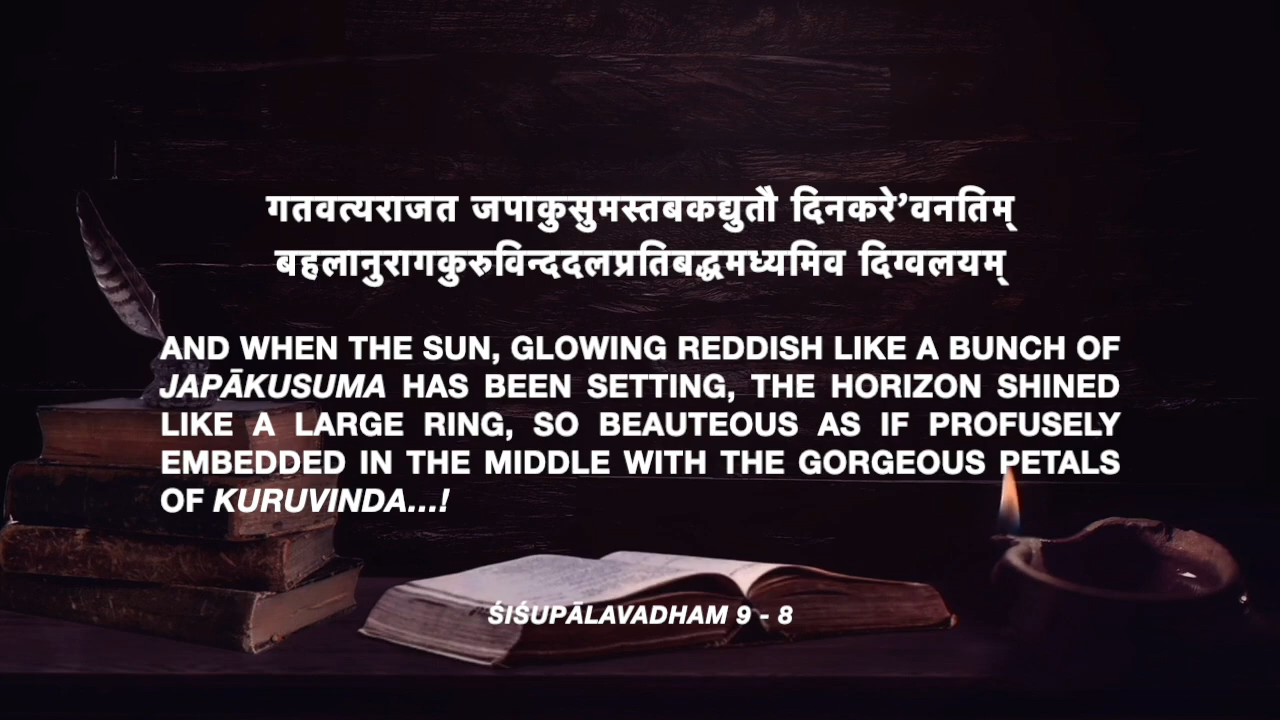 गतवत्यराजत जपाकुसुमस्तबकद्युतौ दिनकरे’वनतिम्
बहलानुरागकुरुविन्ददलप्रतिबद्धमध्यमिव दिग्वलयम्
AND WHEN THE SUN, GLOWING REDDISH LIKE A BUNCH OF
JAPĀKUSUMA HAS BEEN SETTING, THE HORIZON SHINED
LIKE A LARGE RING, SO BEAUTEOUS AS IF PROFUSELY
EMBEDDED IN THE MIDDLE WITH THE GORGEOUS PETALS
OF KURUVINDA...!
ŚIŚUPĀLAVADHAM 9 - 8